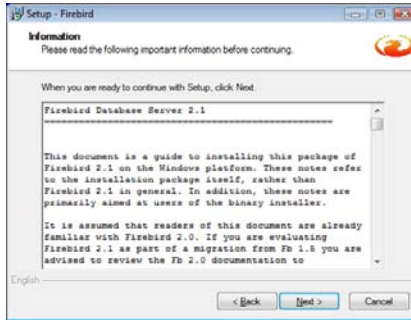 Setup - Firebird
Information
Please read the following important information before continuing.
When you are ready to continue with Setup, click Next.
Firebird Database Server 2.1
This document is a guide to installing this package of
Firebird 2.1 on the Windows platform. These notes refer
to the installation package itself, rather than
Firebird 2.1 in general. In addition, these notes are
primarily aimed at users of the binary installer.
It is assumed that readers of this document are already
familiar with Firebird 2.0. If you are evaluating
Firebird 2.1 as part of a migration from Fb 1.5 you are
advised to review the Fb 2.0 documentation to
English
< Back
Next >
Cancel